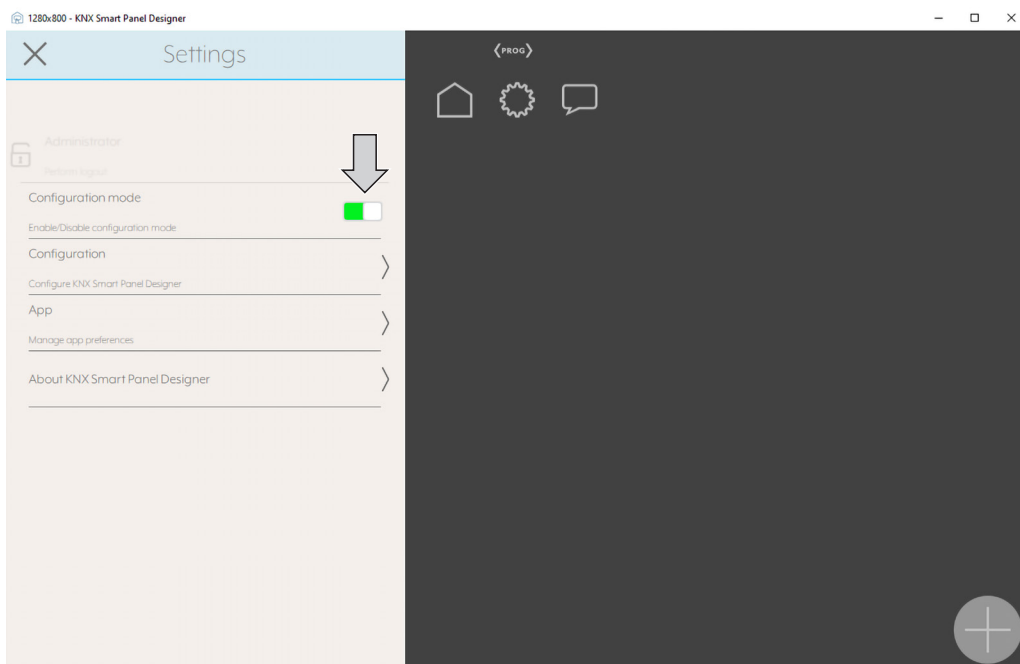 1280x800 - KNX Smart Panel Designer
Settings
〈PROG〉
Administrator
Perform logout
Configuration mode
Enable/Disable configuration mode
Configuration
Configure KNX Smart Panel Designer
App
Manage app preferences
About KNX Smart Panel Designer